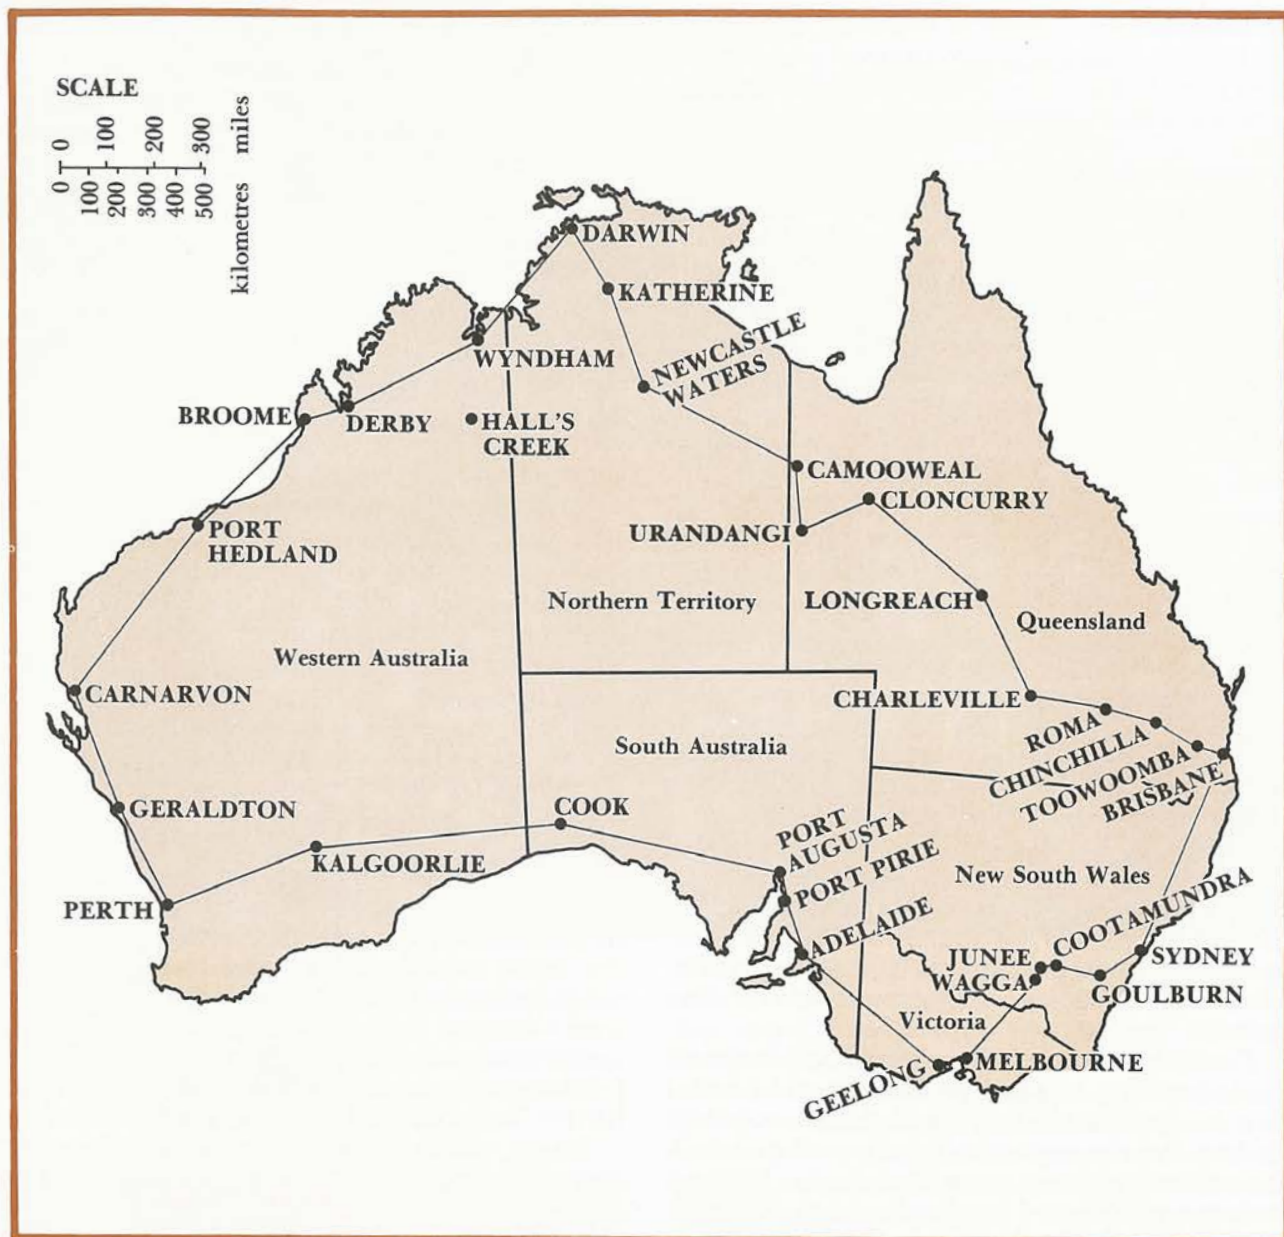 SCALE
0 100 200 300
miles
0 100 200 300 400 500
kilometres
DARWIN
KATHERINE
NEWCASTLE
WATERS
WYNDHAM
BROOME
DERBY
HALL'S
CREEK
CAMOOWEAL
CLONCURRY
PORT
HEDLAND
URANDANGI
Northern Territory
LONGREACH
Queensland
Western Australia
CARNARVON
CHARLEVILLE
ROMA
CHINCHILLA
TOOWOOMBA
BRISBANE
South Australia
GERALDTON
COOK
KALGOORLIE
PORT
AUGUSTA
PORT PIRIE
New South Wales
PERTH
ADELAIDE
COOTAMUNDRA
JUNEE
WAGGA
SYDNEY
GOULBURN
Victoria
MELBOURNE
GEELONG